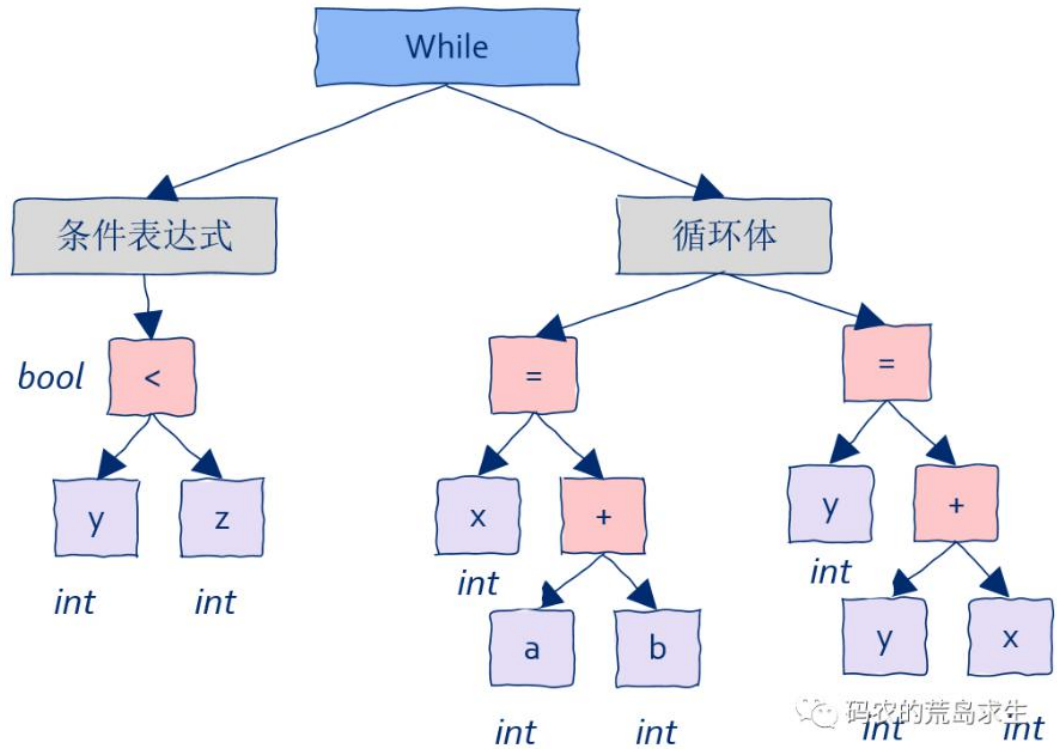 While
条件表达式
循环体
bool
<
=
=
y
z
x
+
y
+
int
int
int
int
a
b
y
x
int
int
int
int
码农的荒岛求生